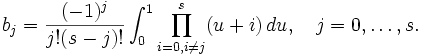 b_j = \frac{(-1)^j}{j!(s-j)!} \int_0^1 \prod_{i=0,i\neq j}^{s} (u+i)\,du, \quad j = 0, \ldots, s.